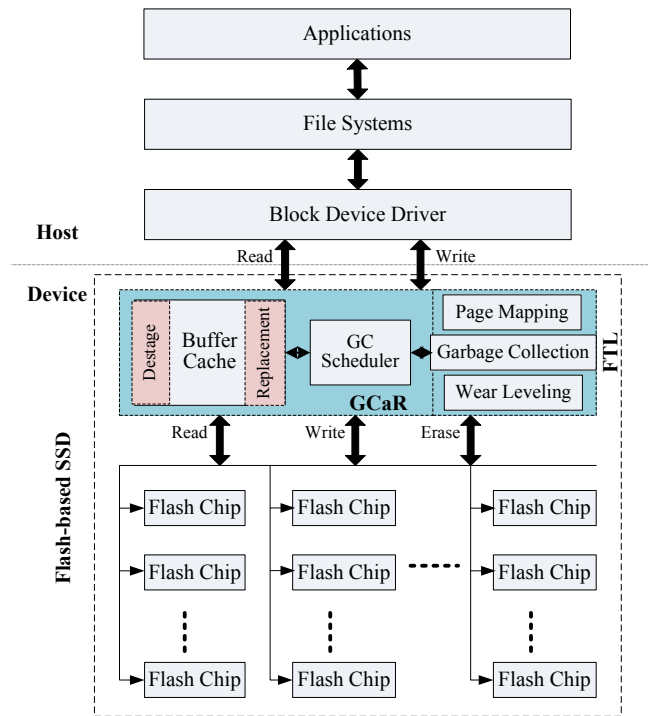 Applications
File Systems
Block Device Driver
Host
Read
Write
Device
Destage
Buffer
Cache
Replacement
GC
Scheduler
Page Mapping
Garbage Collection
Wear Leveling
FTL
GCaR
Read
Write
Erase
Flash-based SSD
Flash Chip
Flash Chip
Flash Chip
Flash Chip
Flash Chip
Flash Chip
Flash Chip
Flash Chip
Flash Chip